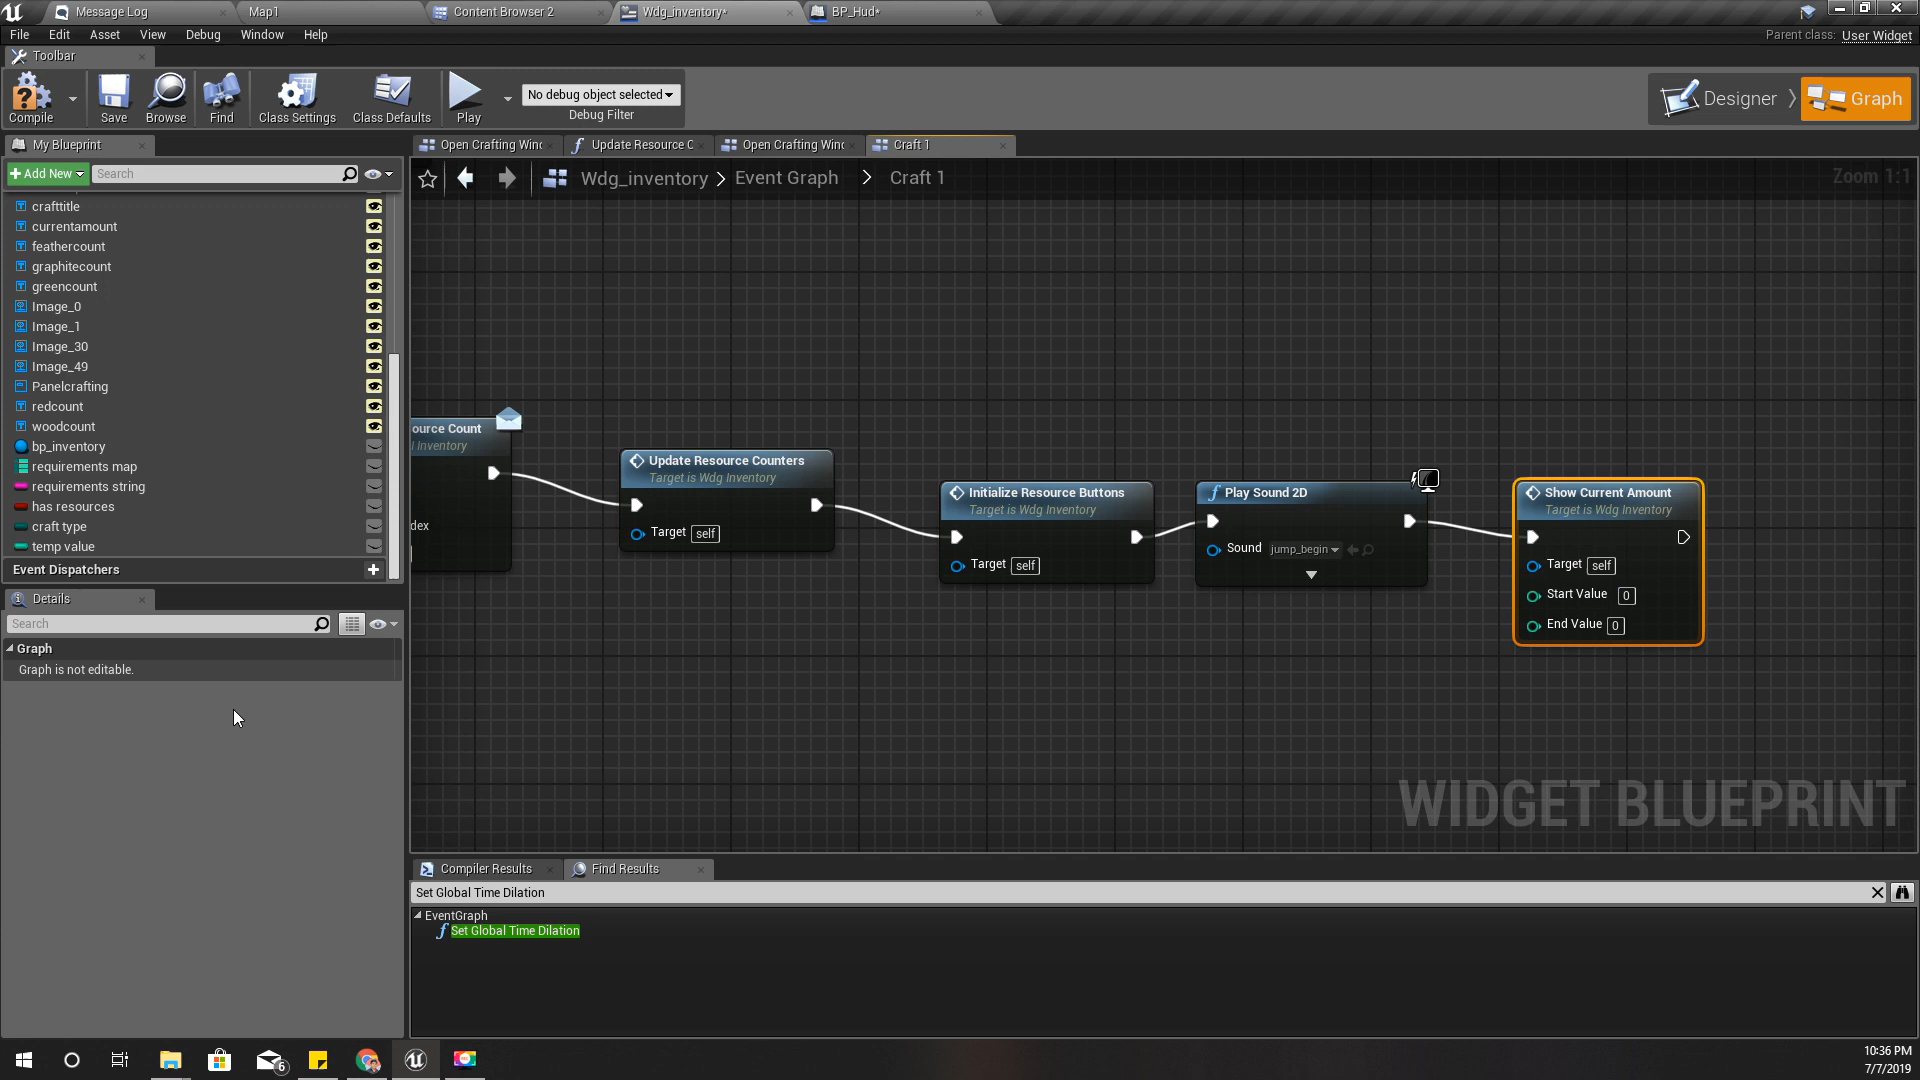 Message Log
Map1
Content Browser 2
Wdg_inventory*
BP_Hud*
File
Edit
Asset
View
Debug
Window
Help
Parent class: User Widget
Toolbar
Compile
Save
Browse
Find
Class Settings
Class Defaults
Play
No debug object selected
Debug Filter
Designer
Graph
My Blueprint
Open Crafting Wind
Update Resource C
Open Crafting Wind
Craft 1
Add New
Search
Wdg_inventory > Event Graph > Craft 1
Zoom 1:1
crafttitle
currentamount
feathercount
graphitecount
greencount
Image_0
Image_1
Image_30
Image_49
Panelcrafting
redcount
woodcount
bp_inventory
requirements map
requirements string
has resources
craft type
temp value
Event Dispatchers
Details
Search
Graph
Graph is not editable.
ource Count
l Inventory
dex
Update Resource Counters
Target is Wdg Inventory
Target self
Initialize Resource Buttons
Target is Wdg Inventory
Target self
Play Sound 2D
Sound jump_begin
Show Current Amount
Target is Wdg Inventory
Target self
Start Value 0
End Value 0
WIDGET BLUEPRINT
Compiler Results
Find Results
Set Global Time Dilation
EventGraph
Set Global Time Dilation
6
10:36 PM
7/7/2019